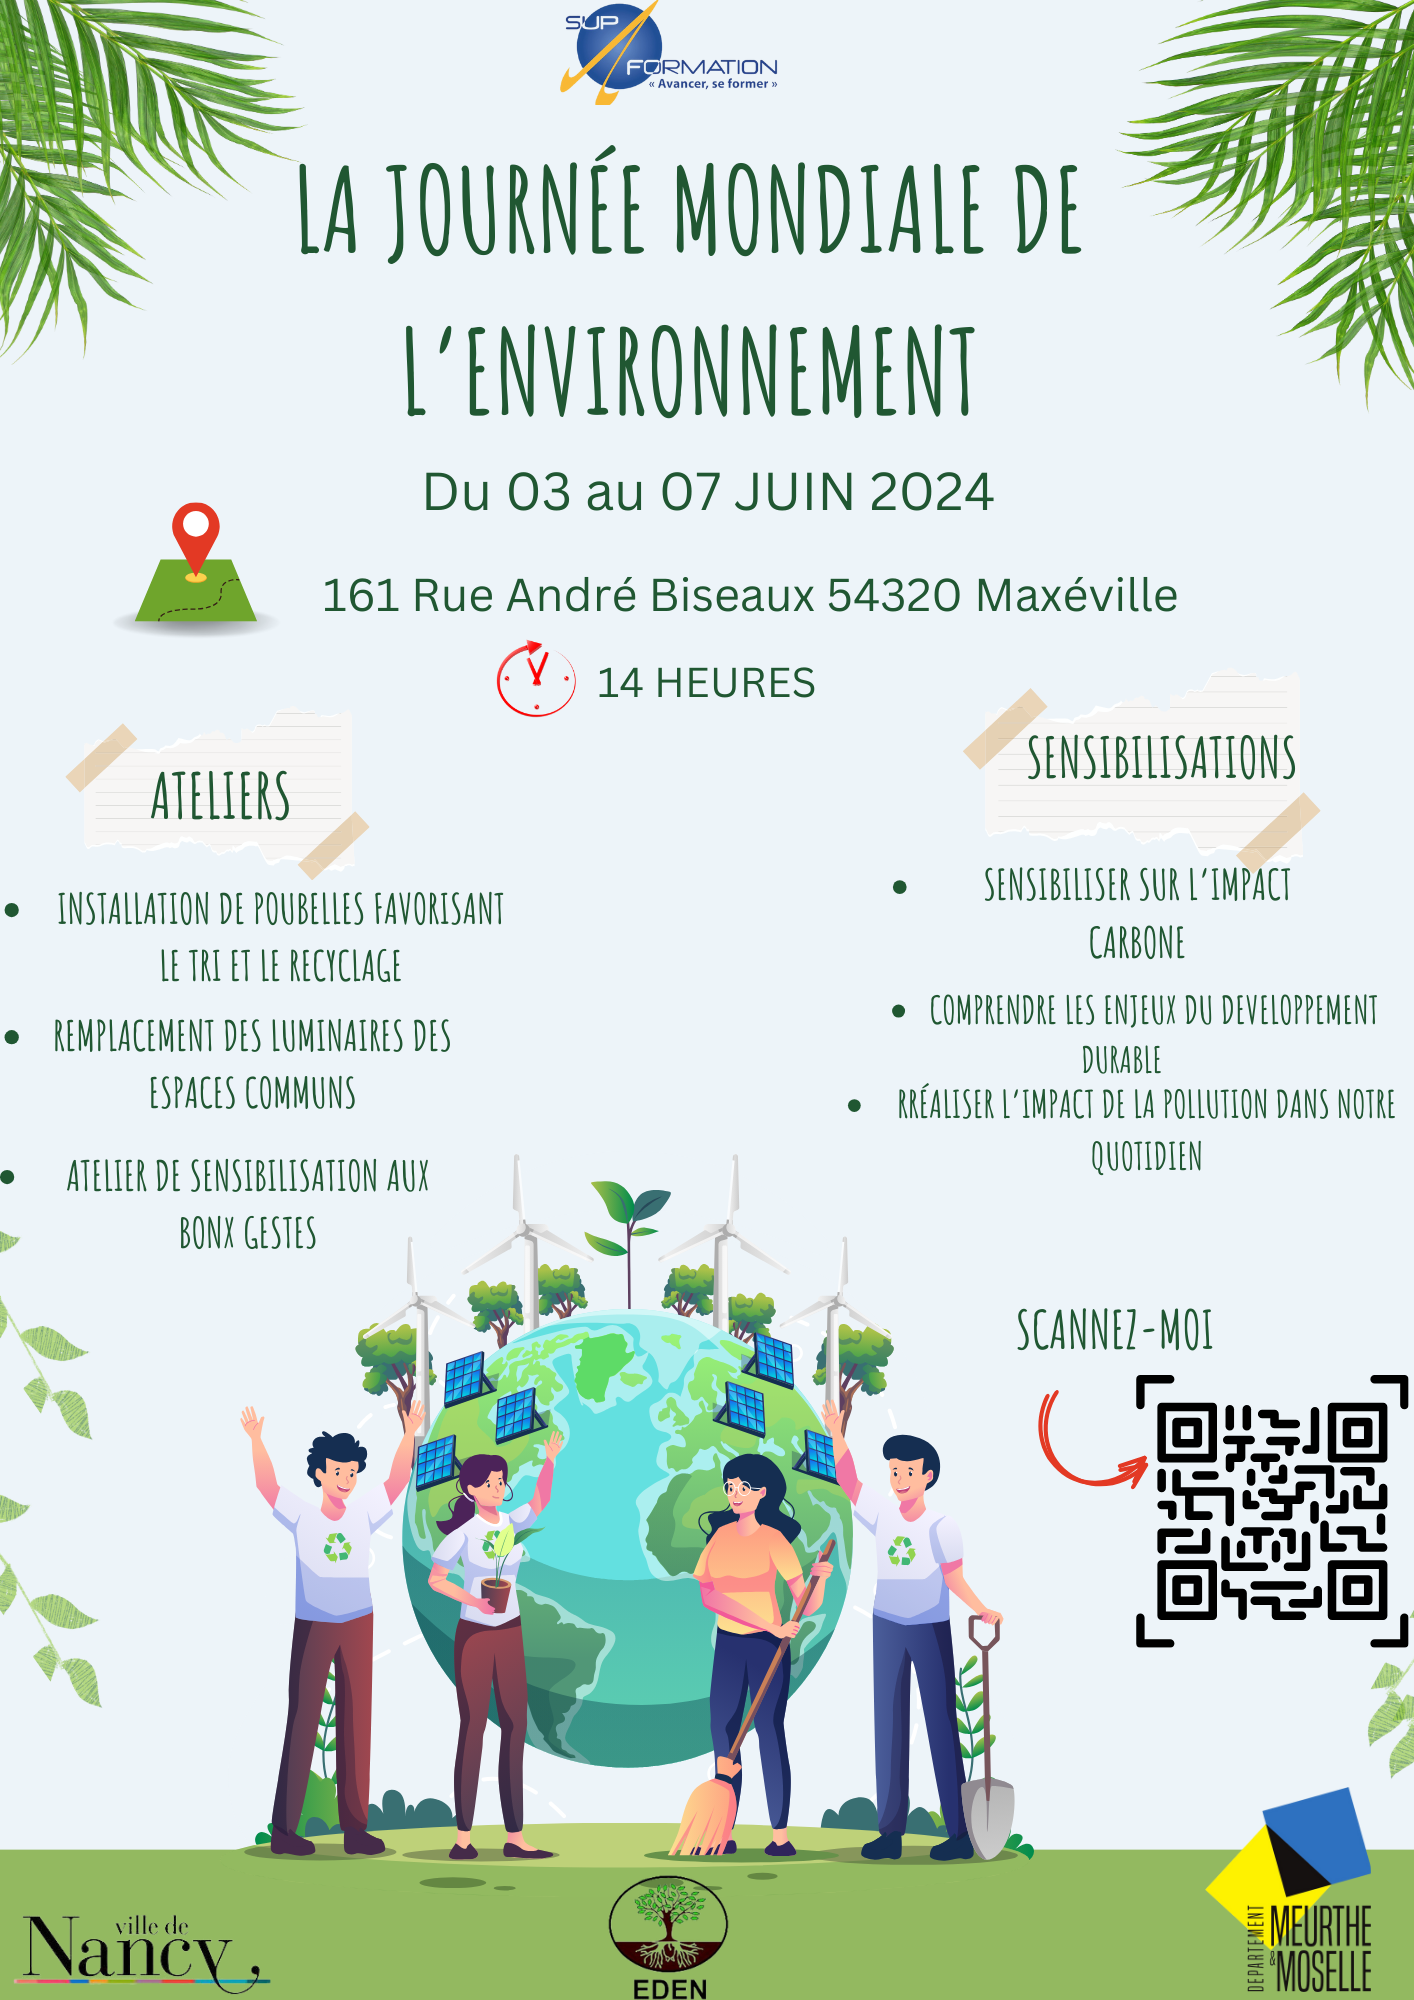 SUP
FORMATION
« Avancer, se former »
LA JOURNÉE MONDIALE DE
L'ENVIRONNEMENT
Du 03 au 07 JUIN 2024
161 Rue André Biseaux 54320 Maxéville
14 HEURES
ATELIERS
• INSTALLATION DE POUBELLES FAVORISANT
LE TRI ET LE RECYCLAGE
• REMPLACEMENT DES LUMINAIRES DES
ESPACES COMMUNS
• ATELIER DE SENSIBILISATION AUX
BONX GESTES
SENSIBILISATIONS
• SENSIBILISER SUR L'IMPACT
CARBONE
• COMPRENDRE LES ENJEUX DU DEVELOPPEMENT
DURABLE
• RRÉALISER L'IMPACT DE LA POLLUTION DANS NOTRE
QUOTIDIEN
SCANNEZ-MOI
ville de
Nancy,
EDEN
DEPARTEMENT
MEURTHE
& MOSELLE